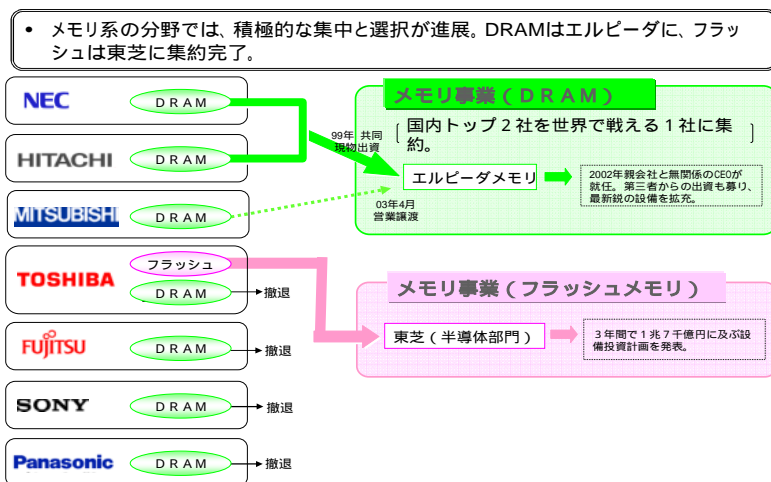 • メモリ系の分野では、積極的な集中と選択が進展。DRAMはエルピーダに、フラッ
シュは東芝に集約完了。
NEC
DRAM
HITACHI
DRAM
MITSUBISHI
DRAM
TOSHIBA
フラッシュ
DRAM
撤退
FUJITSU
DRAM
撤退
SONY
DRAM
撤退
Panasonic
DRAM
撤退
99年 共同
現物出資
03年4月
営業譲渡
メモリ事業(DRAM)
[国内トップ2社を世界で戦える1社に集
約。]
エルピーダメモリ
2002年親会社と無関係のCEOが
就任。第三者からの出資も募り、
最新鋭の設備を拡充。
メモリ事業(フラッシュメモリ)
東芝(半導体部門)
3年間で1兆7千億円に及ぶ設
備投資計画を発表。